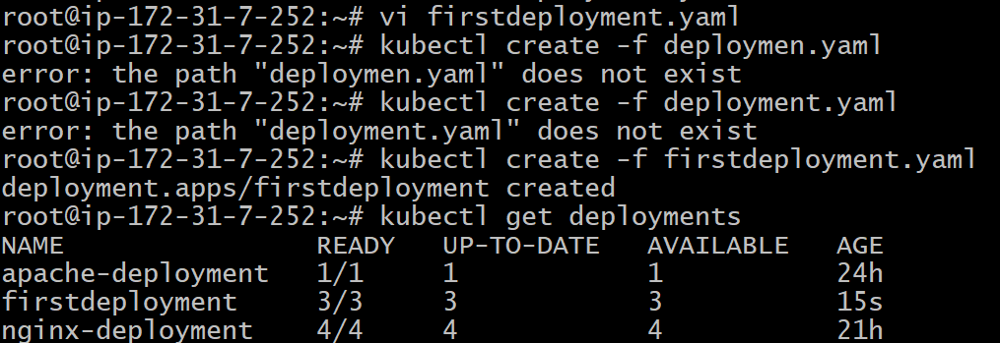 root@ip-172-31-7-252:~# vi firstdeployment.yaml
root@ip-172-31-7-252:~# kubectl create -f deploymen.yaml
error: the path "deploymen.yaml" does not exist
root@ip-172-31-7-252:~# kubectl create -f deployment.yaml
error: the path "deployment.yaml" does not exist
root@ip-172-31-7-252:~# kubectl create -f firstdeployment.yaml
deployment.apps/firstdeployment created
root@ip-172-31-7-252:~# kubectl get deployments
NAME                READY   UP-TO-DATE   AVAILABLE   AGE
apache-deployment   1/1     1            1           24h
firstdeployment     3/3     3            3           15s
nginx-deployment    4/4     4            4           21h